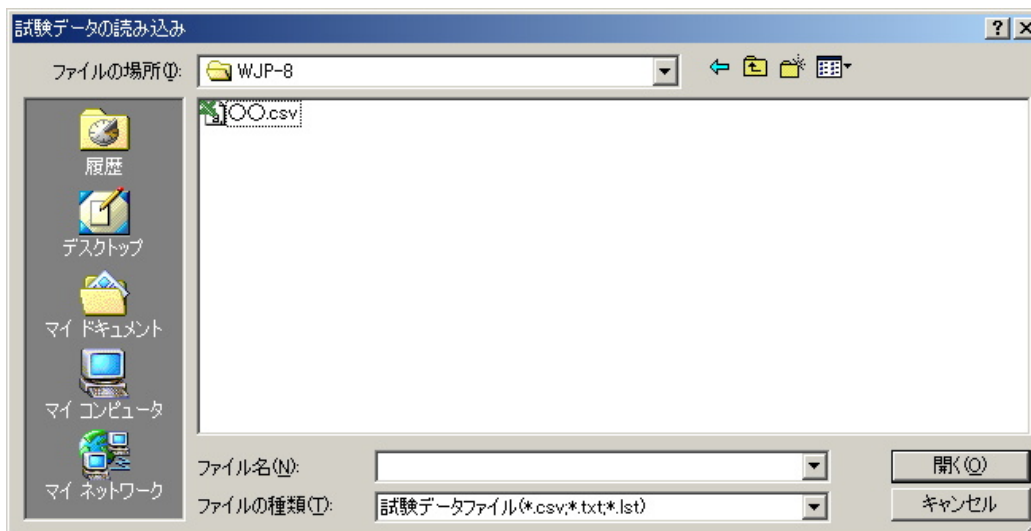 試験データの読み込み
ファイルの場所(I):
WJP-8
〇〇.csv
履歴
デスクトップ
マイ ドキュメント
マイ コンピュータ
マイ ネットワーク
ファイル名(N):
開く(O)
ファイルの種類(T):
試験データファイル(*.csv;*.txt;*.lst)
キャンセル